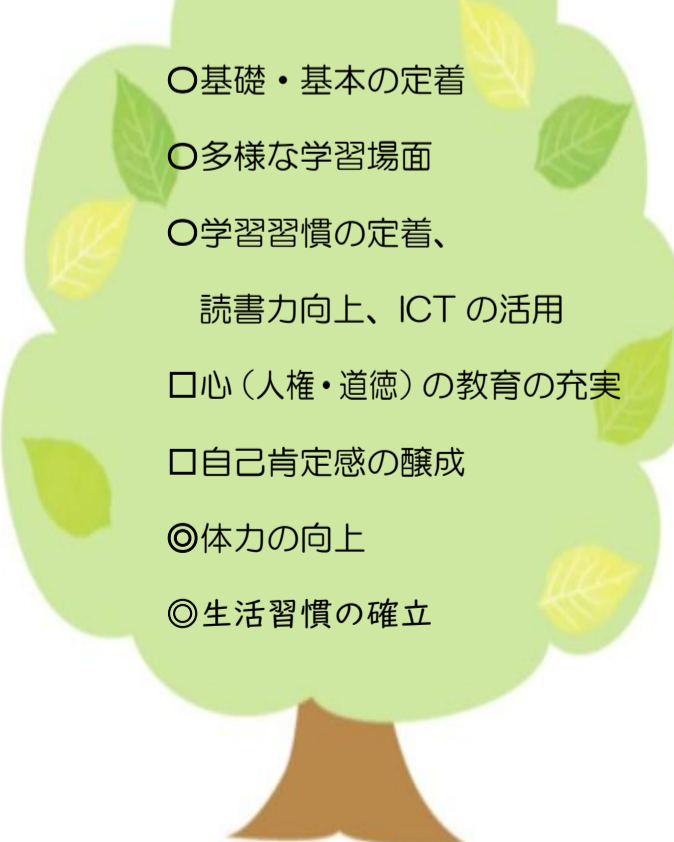 〇基礎・基本の定着
〇多様な学習場面
〇学習習慣の定着、
読書力向上、ICT の活用
□心（人権・道徳）の教育の充実
□自己肯定感の醸成
◎体力の向上
◎生活習慣の確立